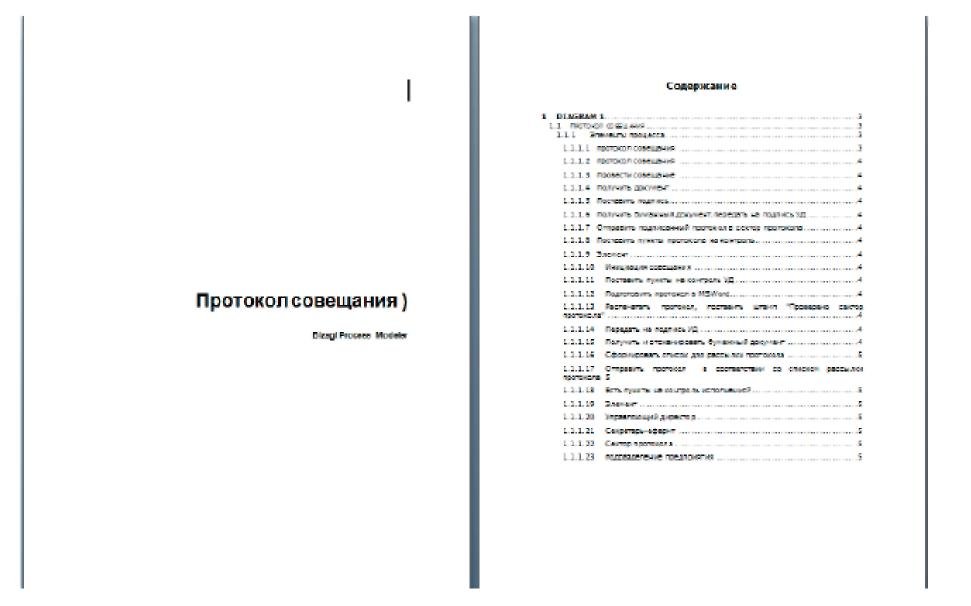 Протокол совещания )
Bizagi Process Modeler
Содержание
1 DIAGRAM 1 3
1.1 ПРОТОКОЛ СОВЕЩАНИЯ 3
1.1.1 Элементы процесса 3
1.1.1.1 протокол совещания 3
1.1.1.2 протокол совещания 4
1.1.1.3 Провести совещание 4
1.1.1.4 Получить документ 4
1.1.1.5 Поставить подпись 4
1.1.1.6 Получить бумажный документ, передать на подпись УД 4
1.1.1.7 Отправить подписанный протокол в сектор протокола 4
1.1.1.8 Поставить пункты протокола на контроль 4
1.1.1.9 Элемент 4
1.1.1.10 Инициация совещания 4
1.1.1.11 Поставить пункты на контроль УД 4
1.1.1.12 Подготовить протокол в MSWord 4
1.1.1.13 Распечатать протокол, поставить штамп "Проверено сектор
протокола" 4
1.1.1.14 Передать на подпись УД 4
1.1.1.15 Получить и отсканировать бумажный документ 4
1.1.1.16 Сформировать список для рассылки протокола 5
1.1.1.17 Отправить протокол в соответствии со списком рассылки
протокола 5
1.1.1.18 Есть пункты на контроль исполнения? 5
1.1.1.19 Элемент 5
1.1.1.20 Управляющий директор 5
1.1.1.21 Секретарь-референт 5
1.1.1.22 Сектор протокола 5
1.1.1.23 подразделение предприятия 5